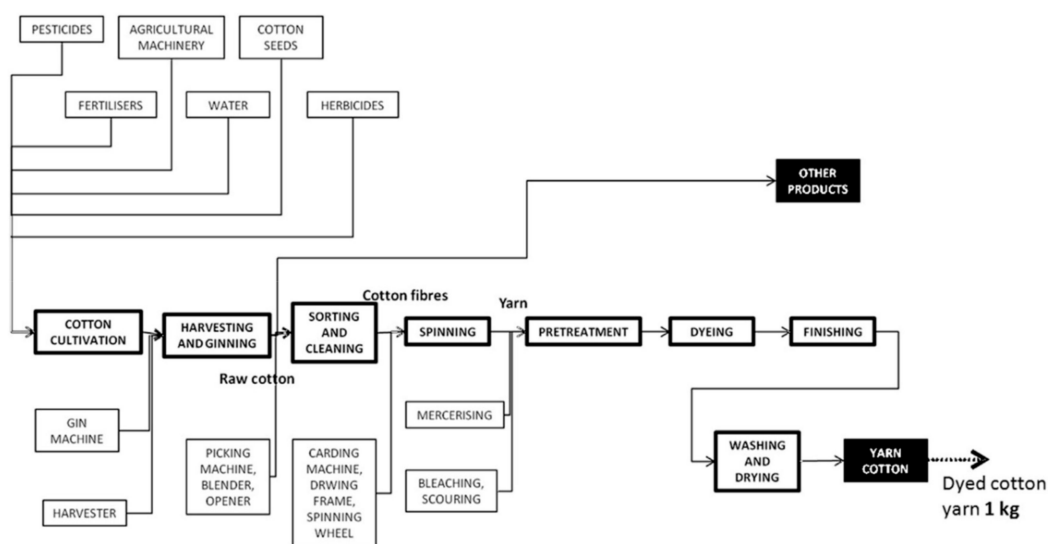 PESTICIDES
AGRICULTURAL
MACHINERY
COTTON
SEEDS
FERTILISERS
WATER
HERBICIDES
OTHER
PRODUCTS
Cotton fibres
Yarn
COTTON
CULTIVATION
HARVESTING
AND GINNING
SORTING
AND
CLEANING
SPINNING
PRETREATMENT
DYEING
FINISHING
Raw cotton
GIN
MACHINE
MERCERISING
PICKING
MACHINE,
BLENDER,
OPENER
CARDING
MACHINE,
DRWING
FRAME,
SPINNING
WHEEL
BLEACHING,
SCOURING
WASHING
AND
DRYING
YARN
COTTON
Dyed cotton
yarn 1 kg
HARVESTER